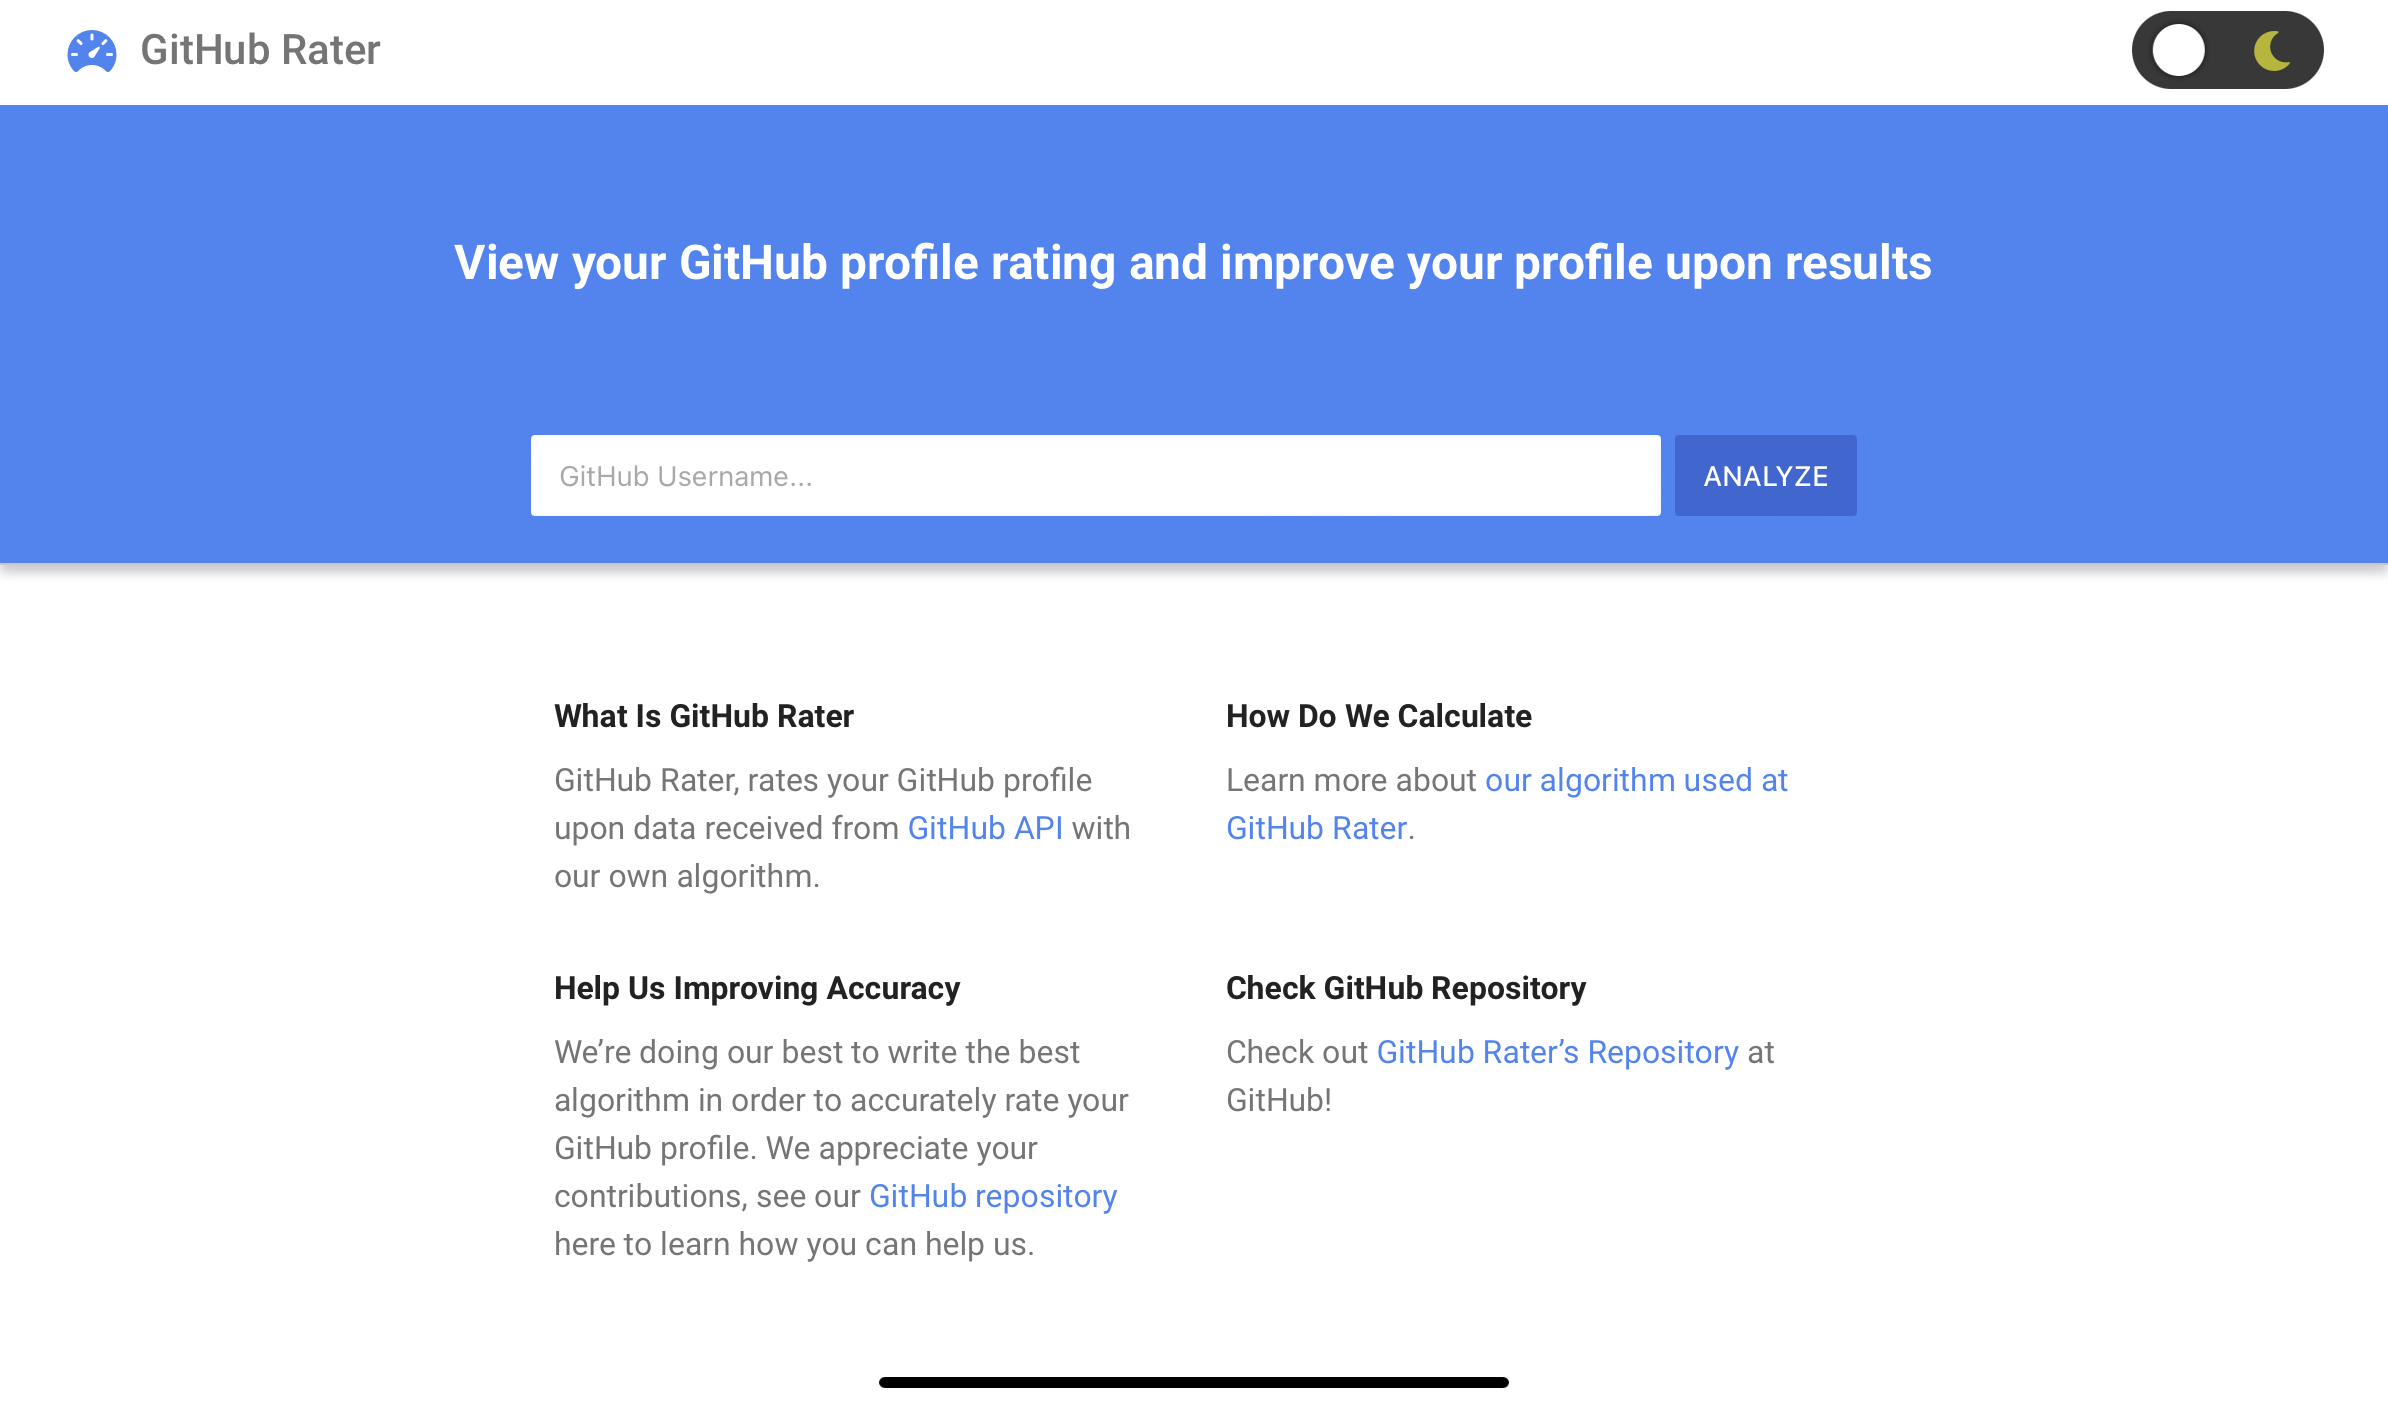 GitHub Rater
View your GitHub profile rating and improve your profile upon results
GitHub Username...
ANALYZE
What Is GitHub Rater
GitHub Rater, rates your GitHub profile
upon data received from GitHub API with
our own algorithm.
How Do We Calculate
Learn more about our algorithm used at
GitHub Rater.
Help Us Improving Accuracy
We’re doing our best to write the best
algorithm in order to accurately rate your
GitHub profile. We appreciate your
contributions, see our GitHub repository
here to learn how you can help us.
Check GitHub Repository
Check out GitHub Rater’s Repository at
GitHub!